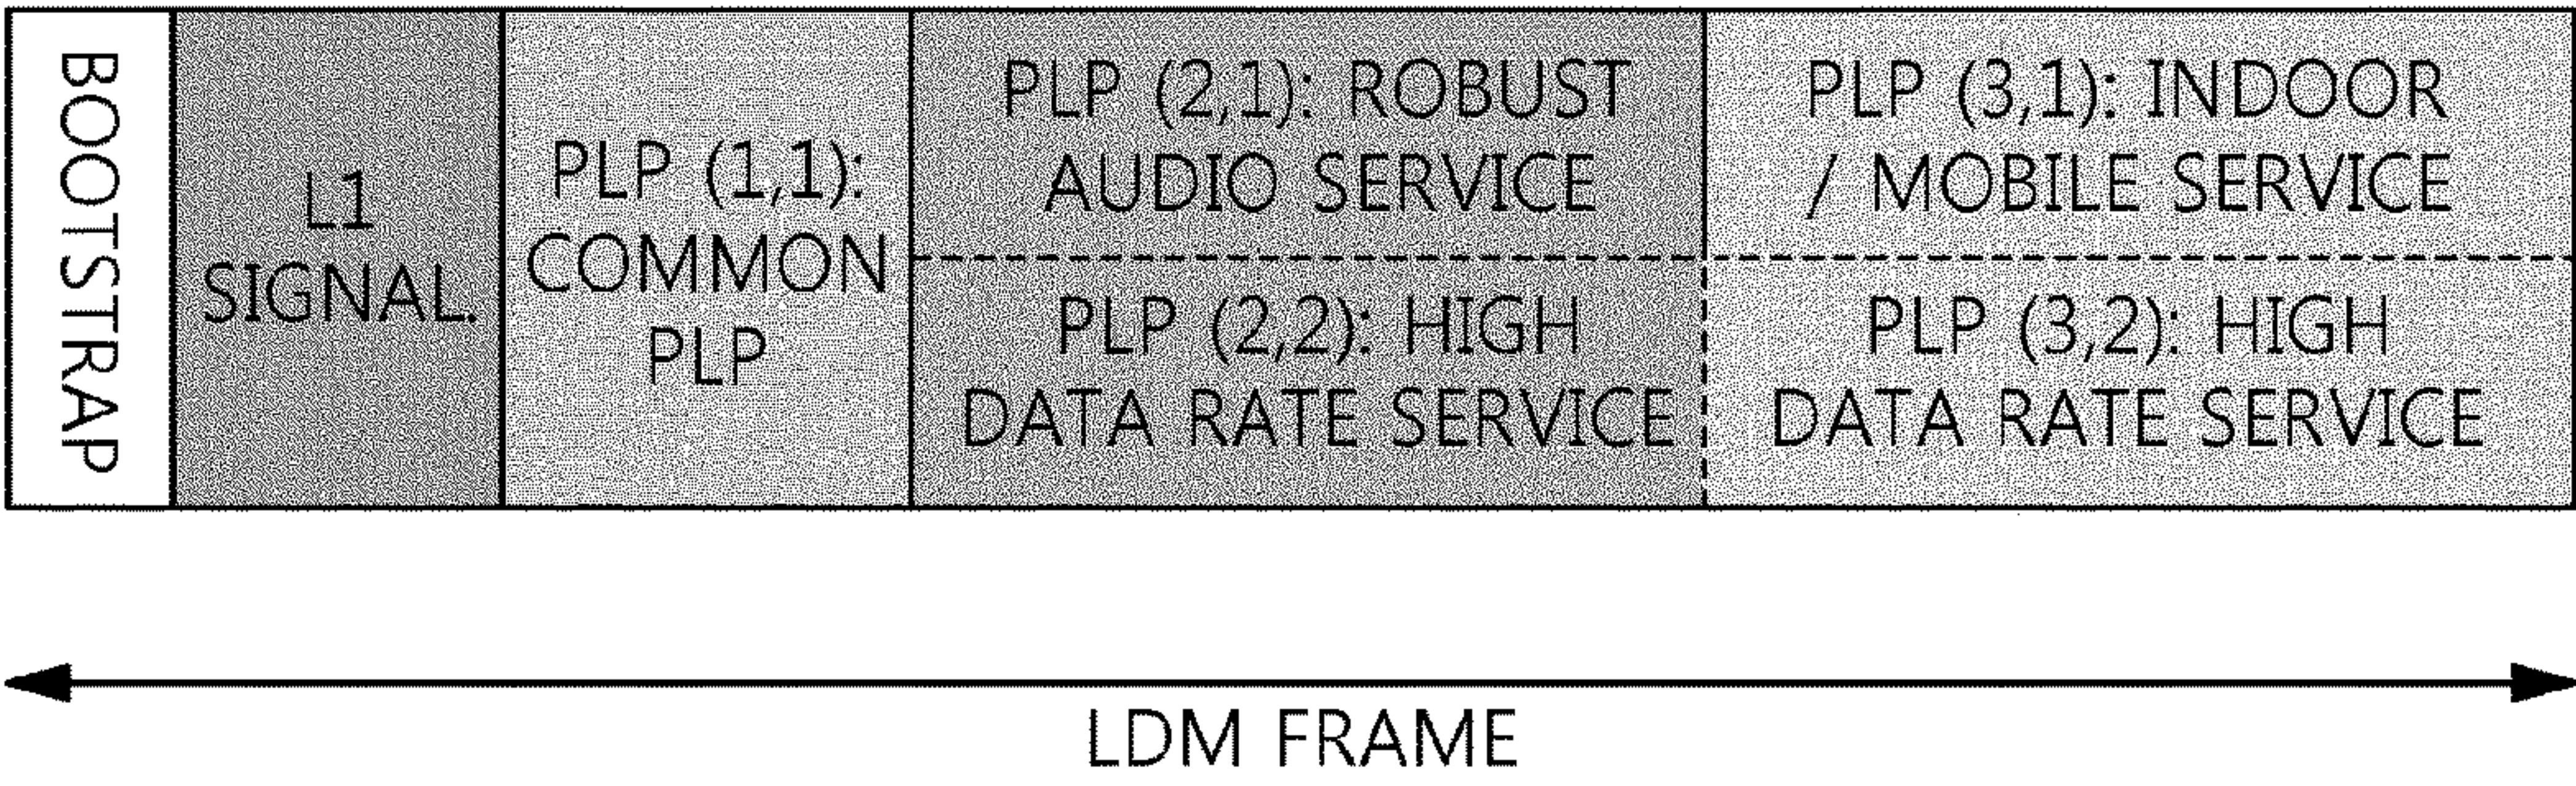 BOOTSTRAP
L1
SIGNAL.
PLP (1,1):
COMMON
PLP
PLP (2,1): ROBUST
AUDIO SERVICE
PLP (2,2): HIGH
DATA RATE SERVICE
PLP (3,1): INDOOR
/ MOBILE SERVICE
PLP (3,2): HIGH
DATA RATE SERVICE
LDM FRAME